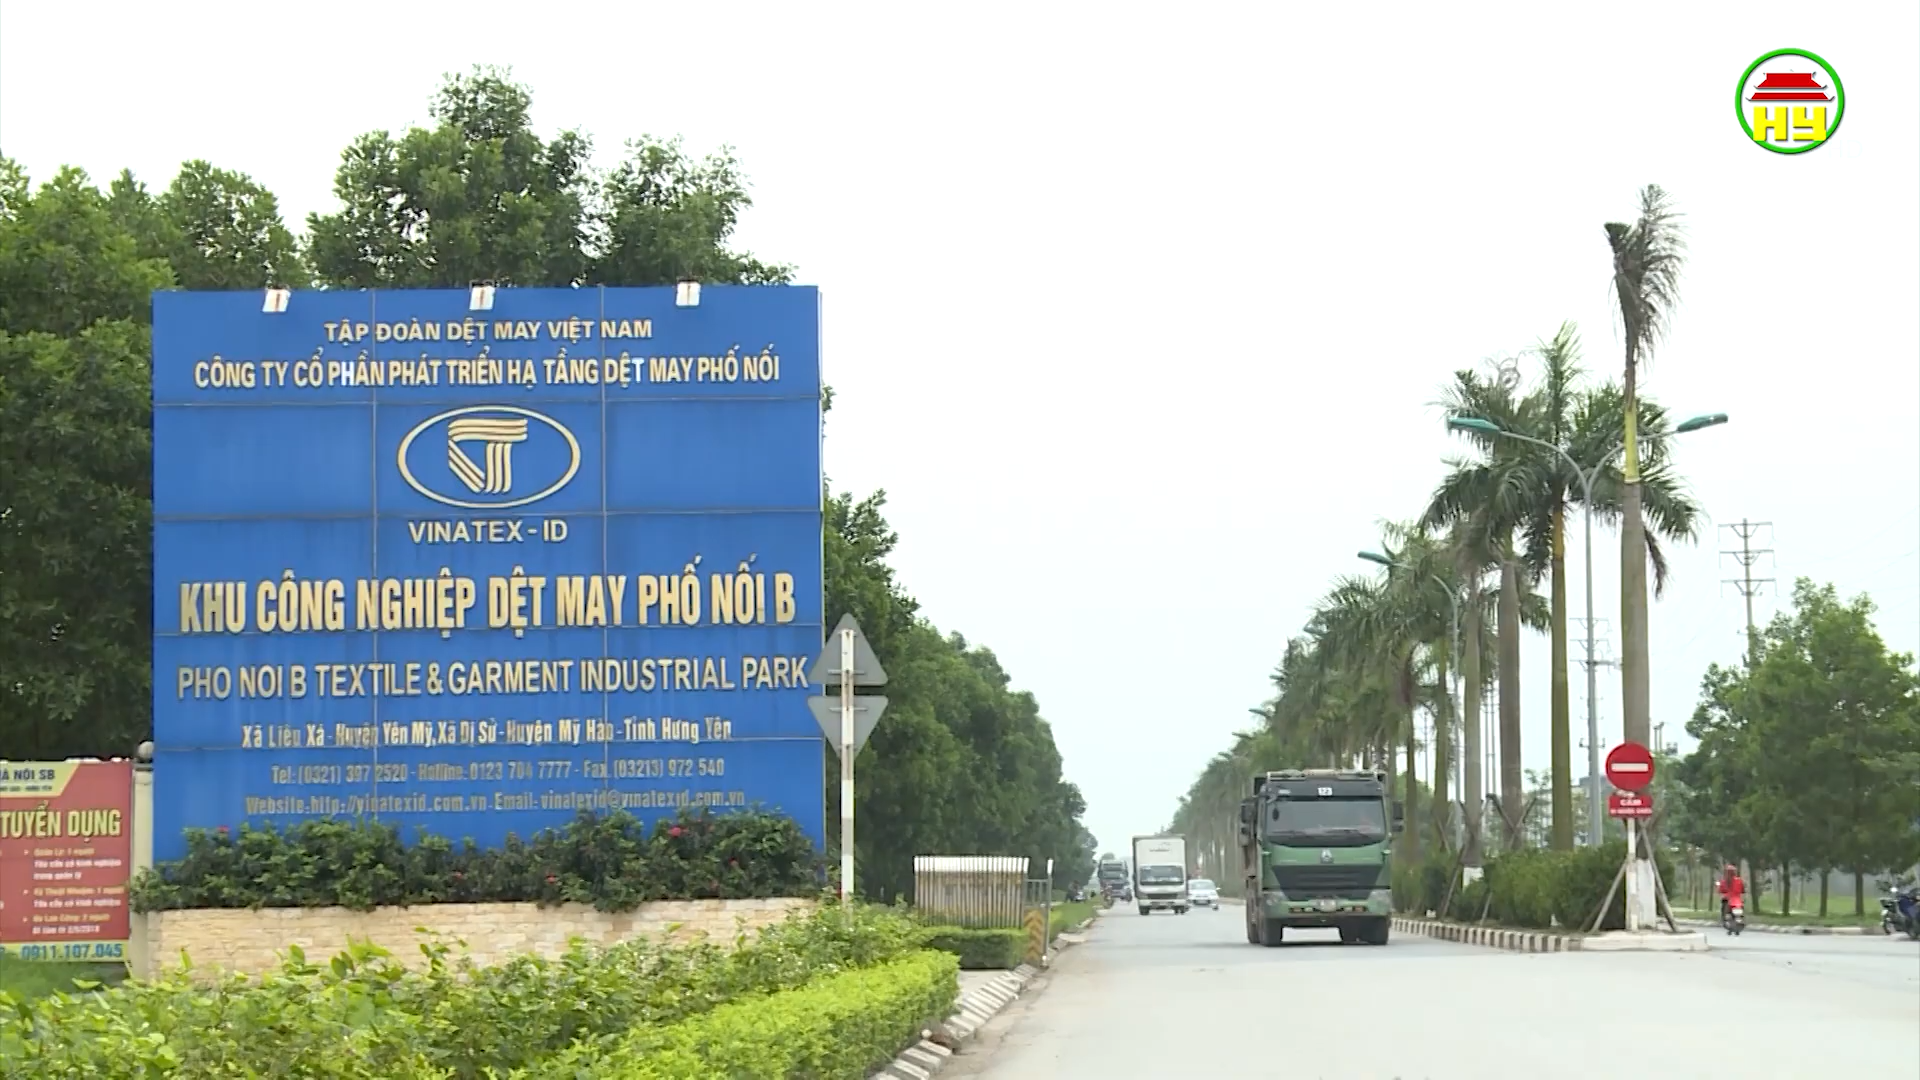 HY
TẬP ĐOÀN DỆT MAY VIỆT NAM
CÔNG TY CỔ PHẦN PHÁT TRIỂN HẠ TẦNG DỆT MAY PHỐ NỐI
VINATEX - ID
KHU CÔNG NGHIỆP DỆT MAY PHỐ NỐI B
PHO NOI B TEXTILE & GARMENT INDUSTRIAL PARK
Xã Liêu Xá - Huyện Yên Mỹ, Xã Dị Sử - Huyện Mỹ Hào - Tỉnh Hưng Yên
Tel: (0321) 397 2520 - Hotline: 0123 704 7777 - Fax: (03213) 972 540
Website: http://vinatexid.com.vn - Email: vinatexid@vinatexid.com.vn
TUYỂN DỤNG
0911.107.045
CẤM
12